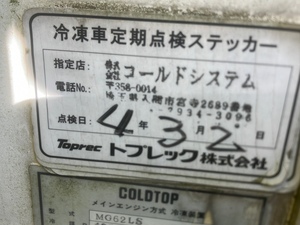 冷凍車定期点検ステッカー
指定店: 株式会社 コールドシステム
電話No.: 〒358-0014
埼玉県入間市宮寺2689番地
7934-3096
点検日: 4年3月2日
Toprec トプレック株式会社
COLDTOP
メインエンジン方式 冷凍装置
型式 MG62LS